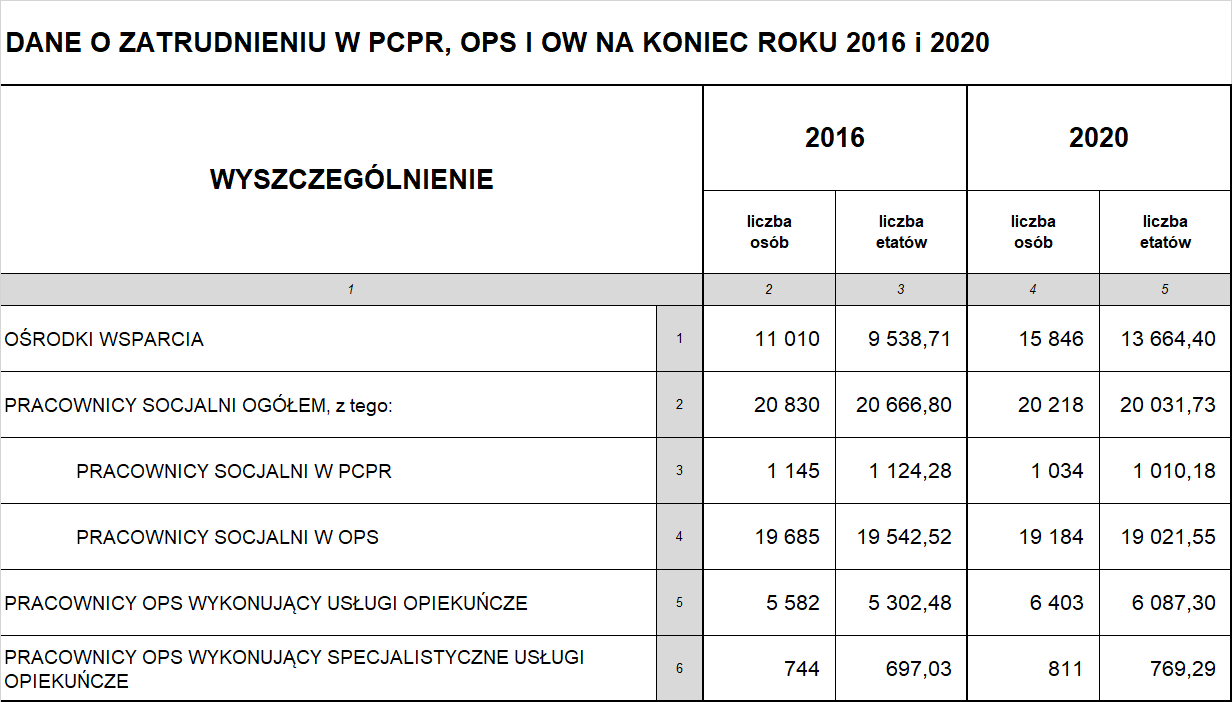 DANE O ZATRUDNIENIU W PCPR, OPS I OW NA KONIEC ROKU 2016 i 2020
WYSZCZEGÓLNIENIE
2016
2020
liczba
osób
liczba
etatów
liczba
osób
liczba
etatów
1 2 3 4 5
OŚRODKI WSPARCIA 1 11 010 9 538,71 15 846 13 664,40
PRACOWNICY SOCJALNI OGÓŁEM, z tego: 2 20 830 20 666,80 20 218 20 031,73
PRACOWNICY SOCJALNI W PCPR 3 1 145 1 124,28 1 034 1 010,18
PRACOWNICY SOCJALNI W OPS 4 19 685 19 542,52 19 184 19 021,55
PRACOWNICY OPS WYKONUJĄCY USŁUGI OPIEKUŃCZE 5 5 582 5 302,48 6 403 6 087,30
PRACOWNICY OPS WYKONUJĄCY SPECJALISTYCZNE USŁUGI
OPIEKUŃCZE 6 744 697,03 811 769,29